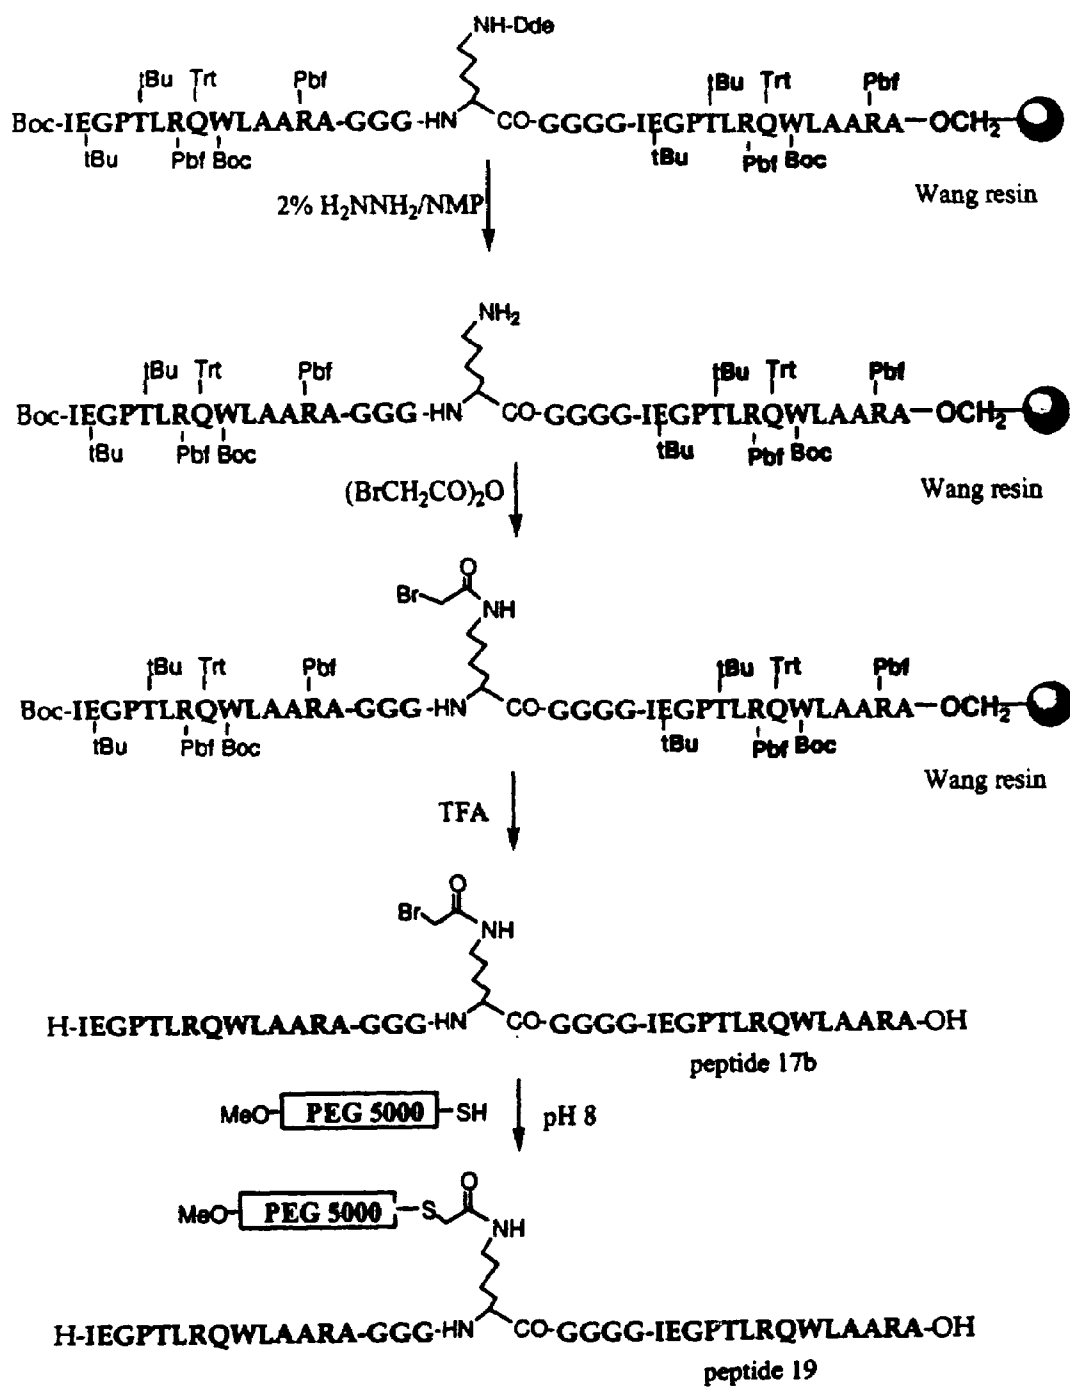 NH-Dde
tBu Trt Pbf tBu Trt Pbf
Boc-IEGPTLRQWLAARA-GGG-HN CO-GGGG-IEGPTLRQWLAARA-OCH2
tBu Pbf Boc tBu Pbf Boc
Wang resin
2% H2NNH2/NMP
NH2
tBu Trt Pbf tBu Trt Pbf
Boc-IEGPTLRQWLAARA-GGG-HN CO-GGGG-IEGPTLRQWLAARA-OCH2
tBu Pbf Boc tBu Pbf Boc
Wang resin
(BrCH2CO)2O
O
Br
NH
tBu Trt Pbf tBu Trt Pbf
Boc-IEGPTLRQWLAARA-GGG-HN CO-GGGG-IEGPTLRQWLAARA-OCH2
tBu Pbf Boc tBu Pbf Boc
Wang resin
TFA
O
Br
NH
H-IEGPTLRQWLAARA-GGG-HN CO-GGGG-IEGPTLRQWLAARA-OH
peptide 17b
MeO-PEG 5000-SH pH 8
O
MeO-PEG 5000-S
NH
H-IEGPTLRQWLAARA-GGG-HN CO-GGGG-IEGPTLRQWLAARA-OH
peptide 19